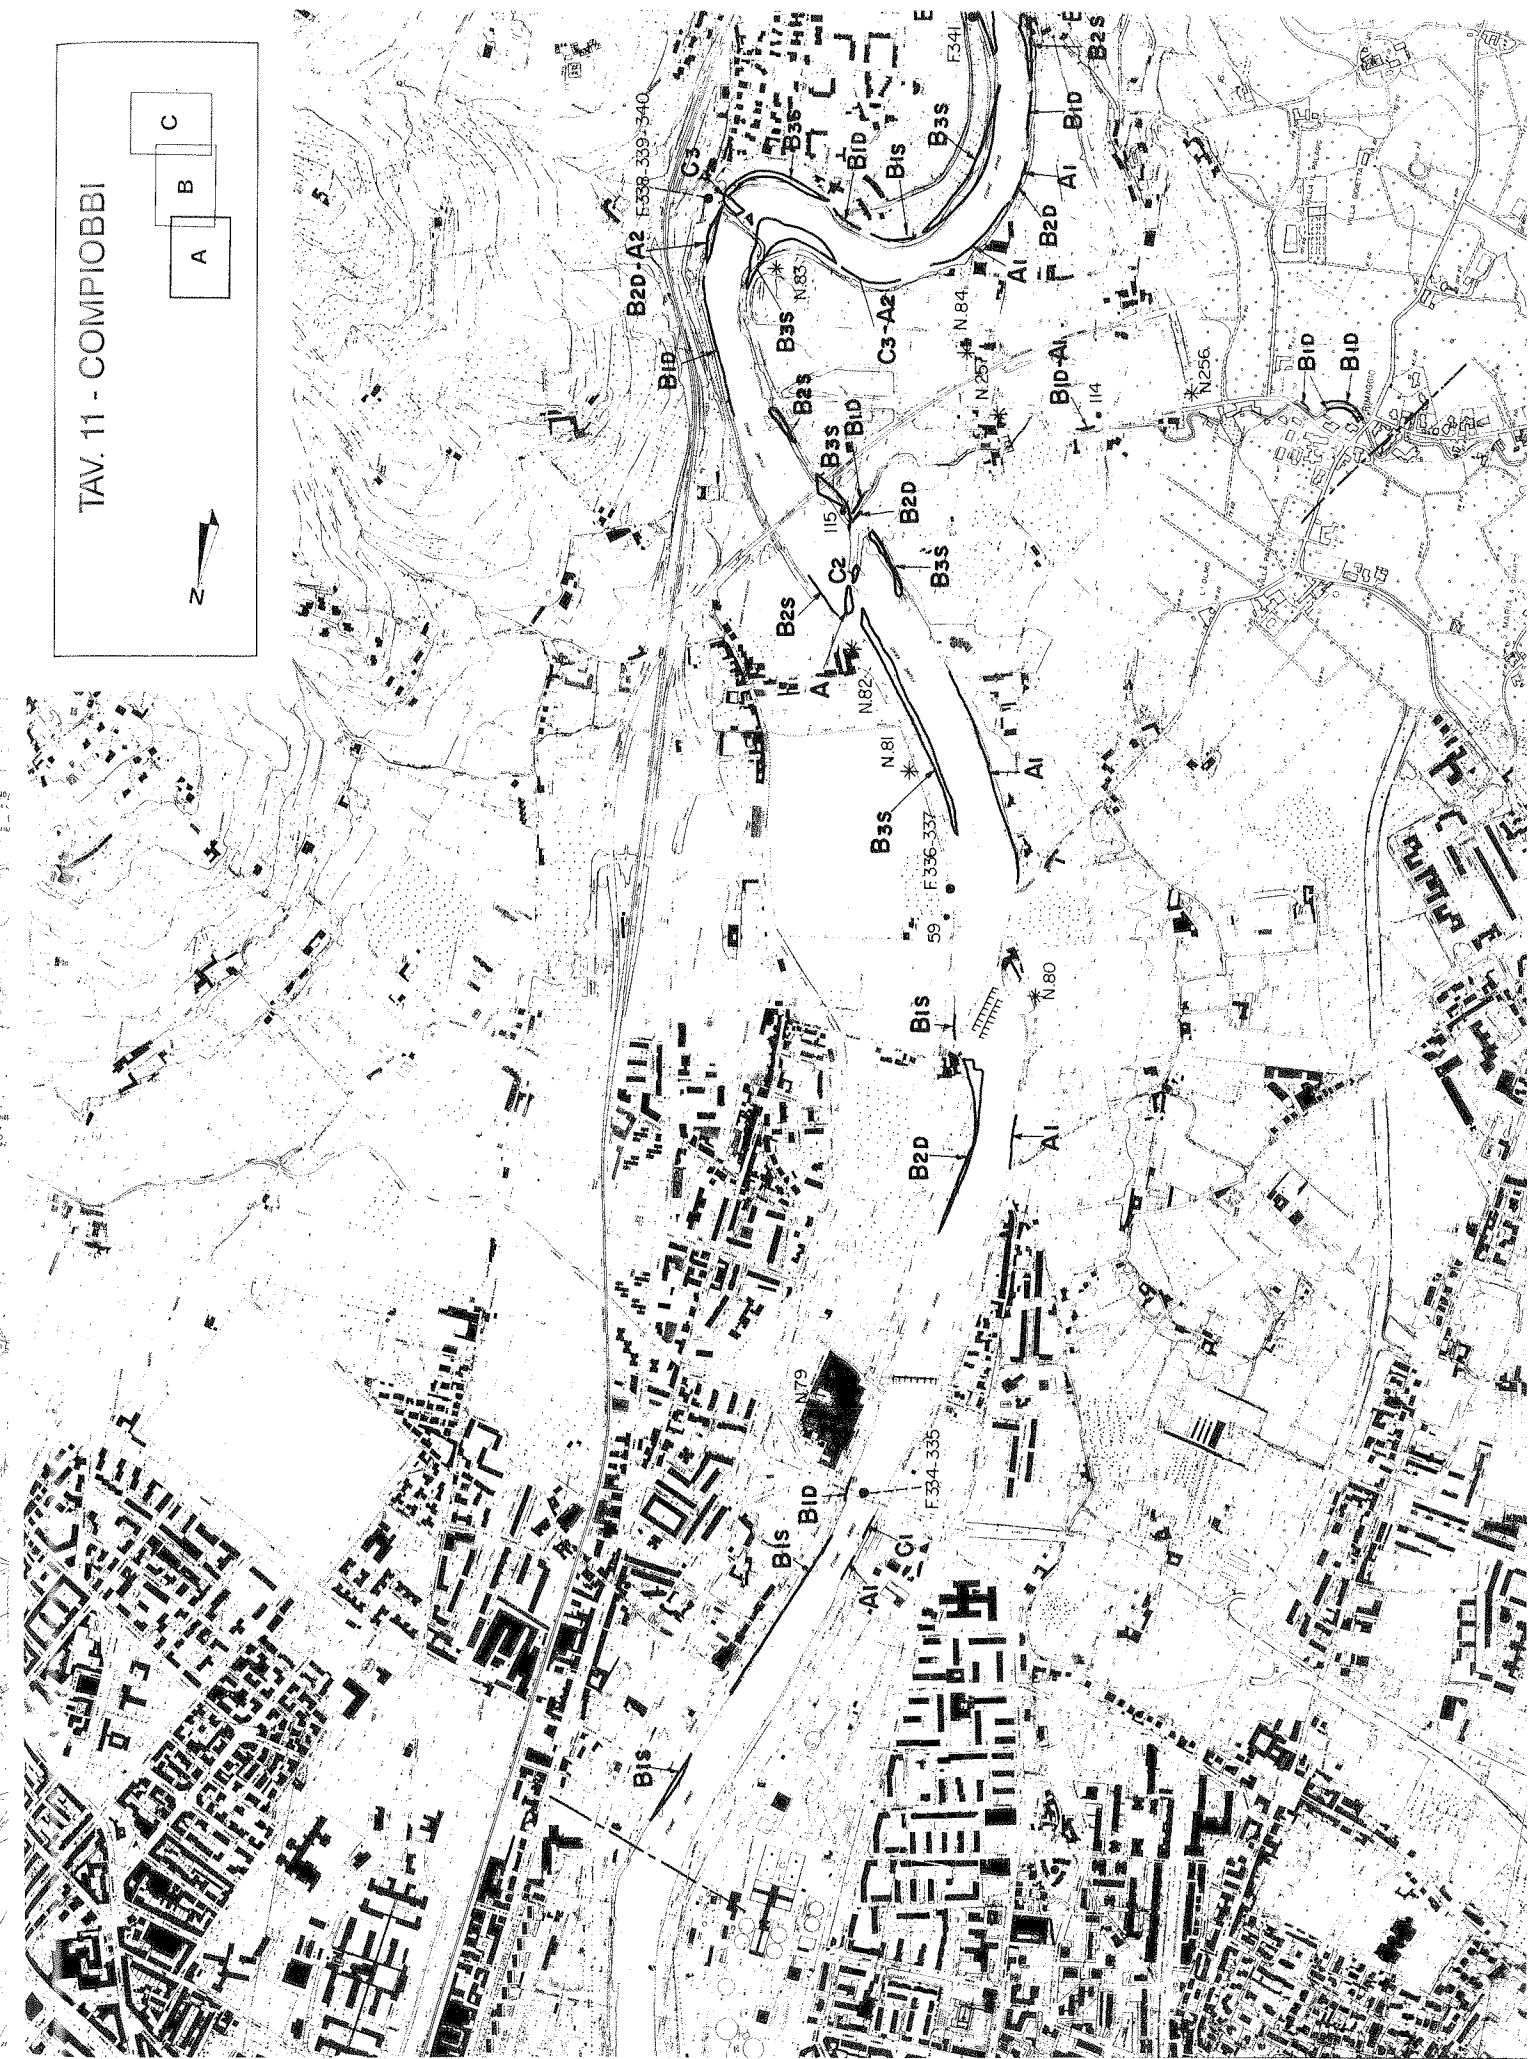 TAV. 11 - COMPIOBBI
A
B
C
N
F.338-339-340
C3
B2D-A2
B3S
B1D
B1S
B3S
F.341
E
E
B2S
B1D
A1
B2D
A1
B1D
B3S
N.83
C3-A2
N.84
N.257
B1D-A1
114
N.256
B1D
B1D
RIMAGGIO
B2S
B3S
B1D
115
B2D
C2
B3S
B2S
A1
N.82
N.81
B3S
A1
F.336-337
59
N.80
B1S
B2D
A1
N.79
F.334-335
B1D
B1S
C1
A1
B1S
L'OLMO